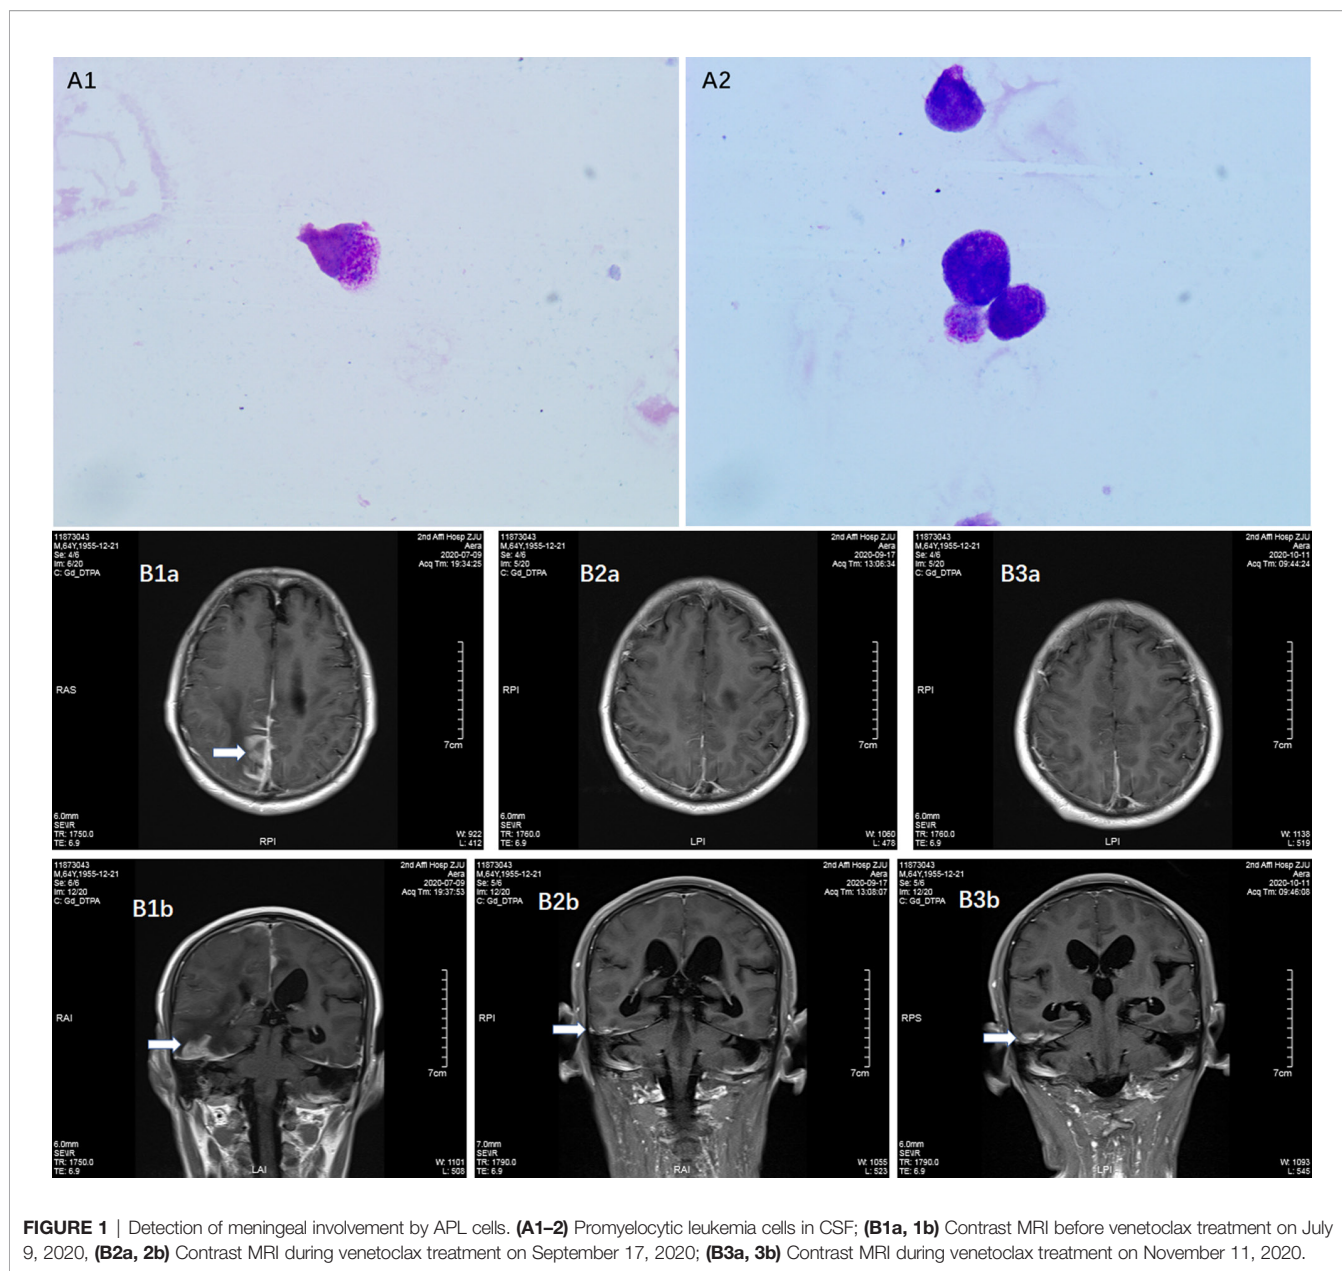 A1
A2
11873043
M,64Y,1955-12-21
Se: 4/6
Im: 6/20
C: Gd_DTPA
B1a
2nd Affi Hosp ZJU
Aera
2020-07-09
Acq Tm: 19:34:25
RAS
7cm
6.0mm
SE\IR
TR: 1750.0
TE: 6.9
RPI
W: 922
L: 412
11873043
M,64Y,1955-12-21
Se: 4/6
Im: 5/20
C: Gd_DTPA
B2a
2nd Affi Hosp ZJU
Aera
2020-09-17
Acq Tm: 13:06:34
RPI
7cm
6.0mm
SE\IR
TR: 1760.0
TE: 6.9
LPI
W: 1060
L: 478
11873043
M,64Y,1955-12-21
Se: 4/6
Im: 5/20
C: Gd_DTPA
B3a
2nd Affi Hosp ZJU
Aera
2020-10-11
Acq Tm: 09:44:24
RPI
7cm
6.0mm
SE\IR
TR: 1760.0
TE: 6.9
LPI
W: 1138
L: 519
11873043
M,64Y,1955-12-21
Se: 6/6
Im: 12/20
C: Gd_DTPA
B1b
2nd Affi Hosp ZJU
Aera
2020-07-09
Acq Tm: 19:37:53
RAI
7cm
6.0mm
SE\IR
TR: 1750.0
TE: 6.9
LAI
W: 1101
L: 508
11873043
M,64Y,1955-12-21
Se: 5/6
Im: 12/20
C: Gd_DTPA
B2b
2nd Affi Hosp ZJU
Aera
2020-09-17
Acq Tm: 13:08:07
RPI
7cm
7.0mm
SE\IR
TR: 1790.0
TE: 6.9
RAI
W: 1055
L: 523
11873043
M,64Y,1955-12-21
Se: 5/6
Im: 12/20
C: Gd_DTPA
B3b
2nd Affi Hosp ZJU
Aera
2020-10-11
Acq Tm: 09:46:08
RPS
7cm
6.0mm
SE\IR
TR: 1790.0
TE: 6.9
LPI
W: 1093
L: 545
FIGURE 1 | Detection of meningeal involvement by APL cells. (A1–2) Promyelocytic leukemia cells in CSF; (B1a, 1b) Contrast MRI before venetoclax treatment on July
9, 2020, (B2a, 2b) Contrast MRI during venetoclax treatment on September 17, 2020; (B3a, 3b) Contrast MRI during venetoclax treatment on November 11, 2020.